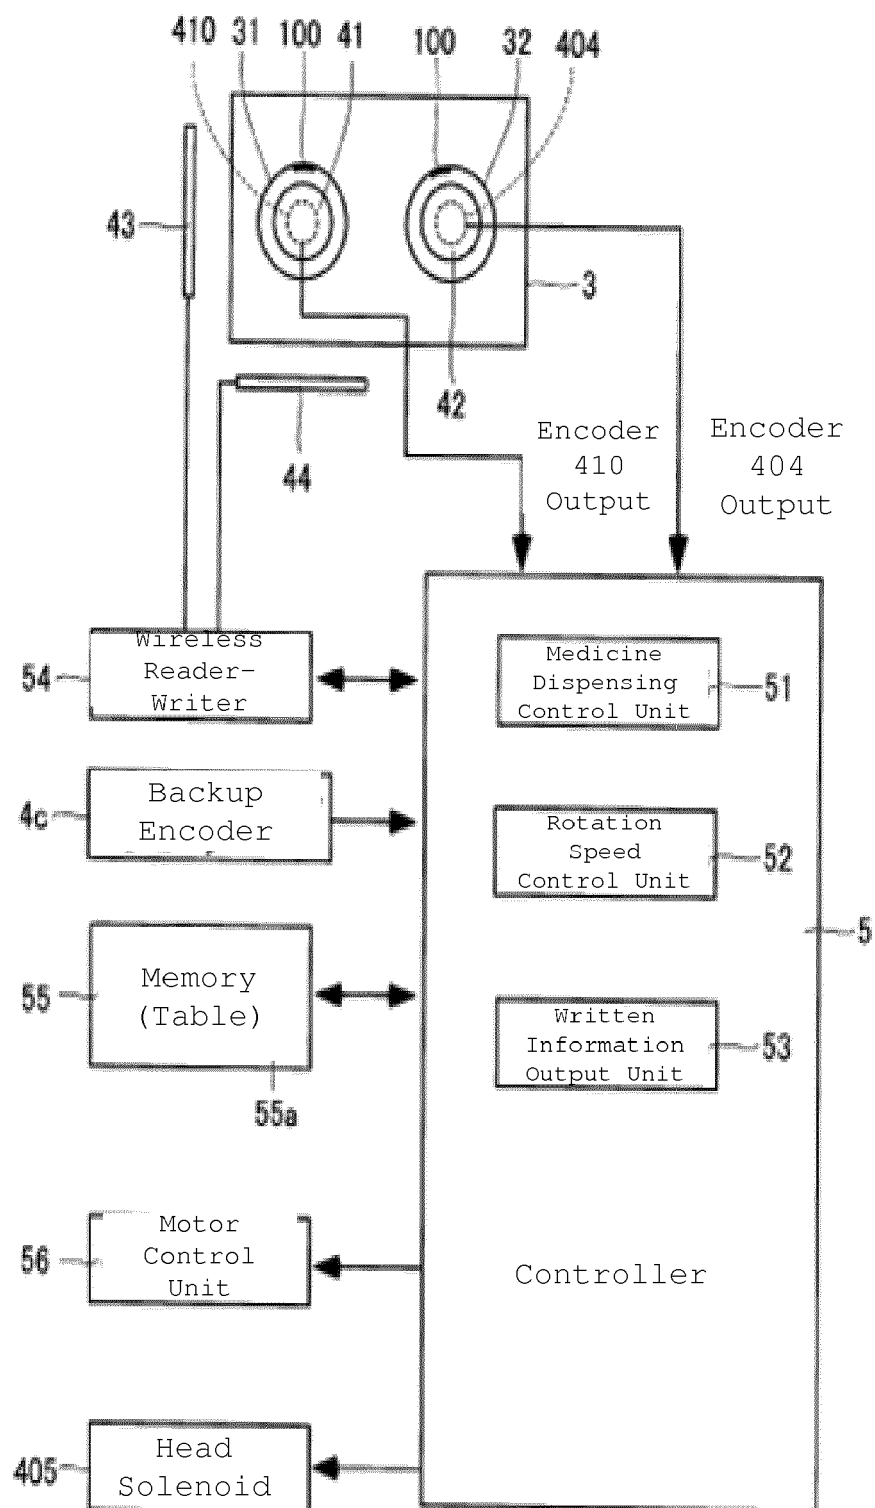 410 31 100 41 100 32 404
43
3
42
44
Encoder
410
Output
Encoder
404
Output
Wireless
Reader-
Writer
54
Medicine
Dispensing
Control Unit
51
Backup
Encoder
4c
Rotation
Speed
Control Unit
52
5
Memory
(Table)
55
55a
Written
Information
Output Unit
53
Motor
Control
Unit
56
Controller
Head
Solenoid
405